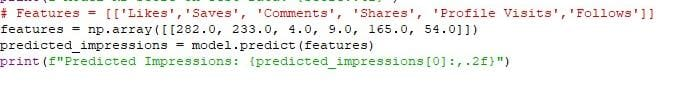 # Features = [['Likes','Saves', 'Comments', 'Shares', 'Profile Visits','Follows']]
features = np.array([[282.0, 233.0, 4.0, 9.0, 165.0, 54.0]])
predicted_impressions = model.predict(features)
print(f"Predicted Impressions: {predicted_impressions[0]:,.2f}")